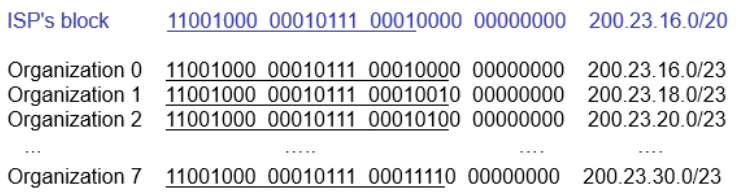 ISP's block 11001000 00010111 00010000 00000000 200.23.16.0/20
Organization 0 11001000 00010111 00010000 00000000 200.23.16.0/23
Organization 1 11001000 00010111 00010010 00000000 200.23.18.0/23
Organization 2 11001000 00010111 00010100 00000000 200.23.20.0/23
... ..... .... ....
Organization 7 11001000 00010111 00011110 00000000 200.23.30.0/23